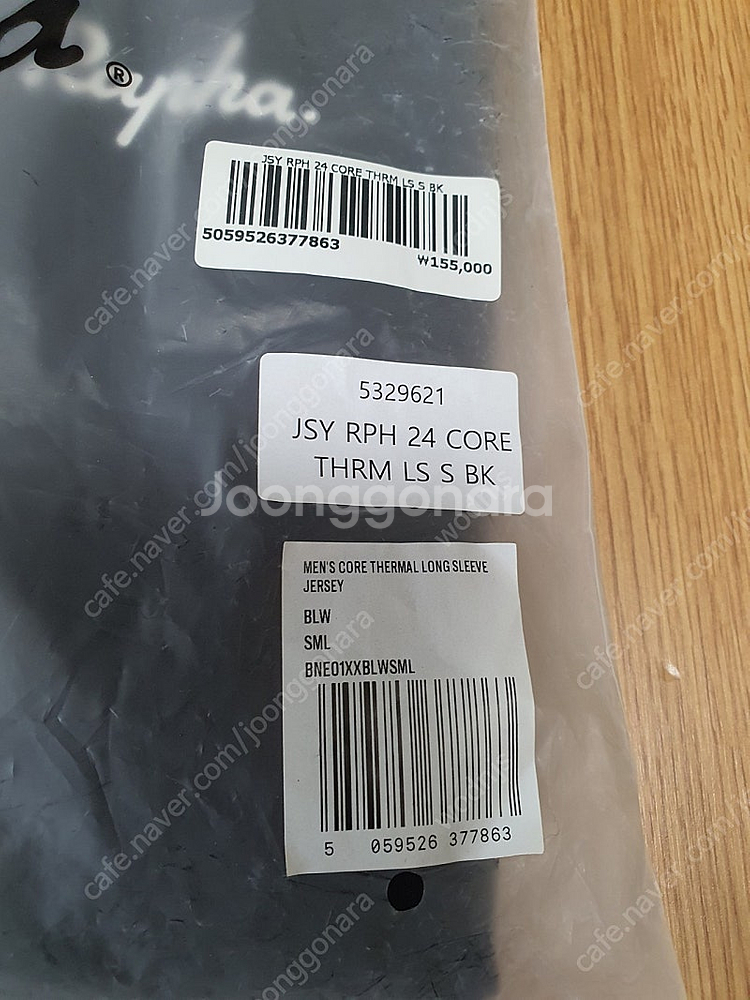 Rapha.
®
JSY RPH 24 CORE THRM LS S BK
5059526377863
₩155,000
5329621
JSY RPH 24 CORE
THRM LS S BK
Joonggonara
MEN'S CORE THERMAL LONG SLEEVE
JERSEY
BLW
SML
BNE01XXBLWSML
5 059526 377863
cafe.naver.com/joonggonara